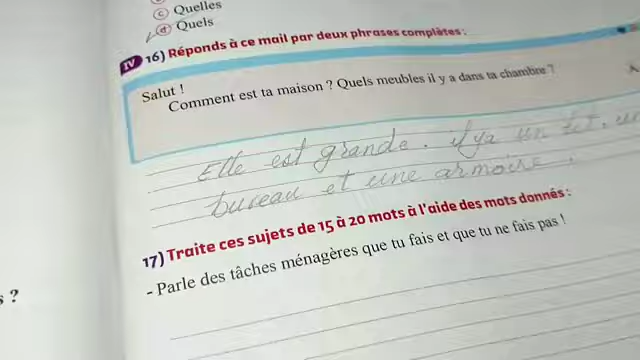 ⓒ Quelles
ⓓ Quels
IV 16) Réponds à ce mail par deux phrases complètes :
Salut !
Comment est ta maison ? Quels meubles il y a dans ta chambre ?
Elle est grande. il y a un lit, un
bureau et une armoire.
17) Traite ces sujets de 15 à 20 mots à l'aide des mots donnés :
- Parle des tâches ménagères que tu fais et que tu ne fais pas !
s ?